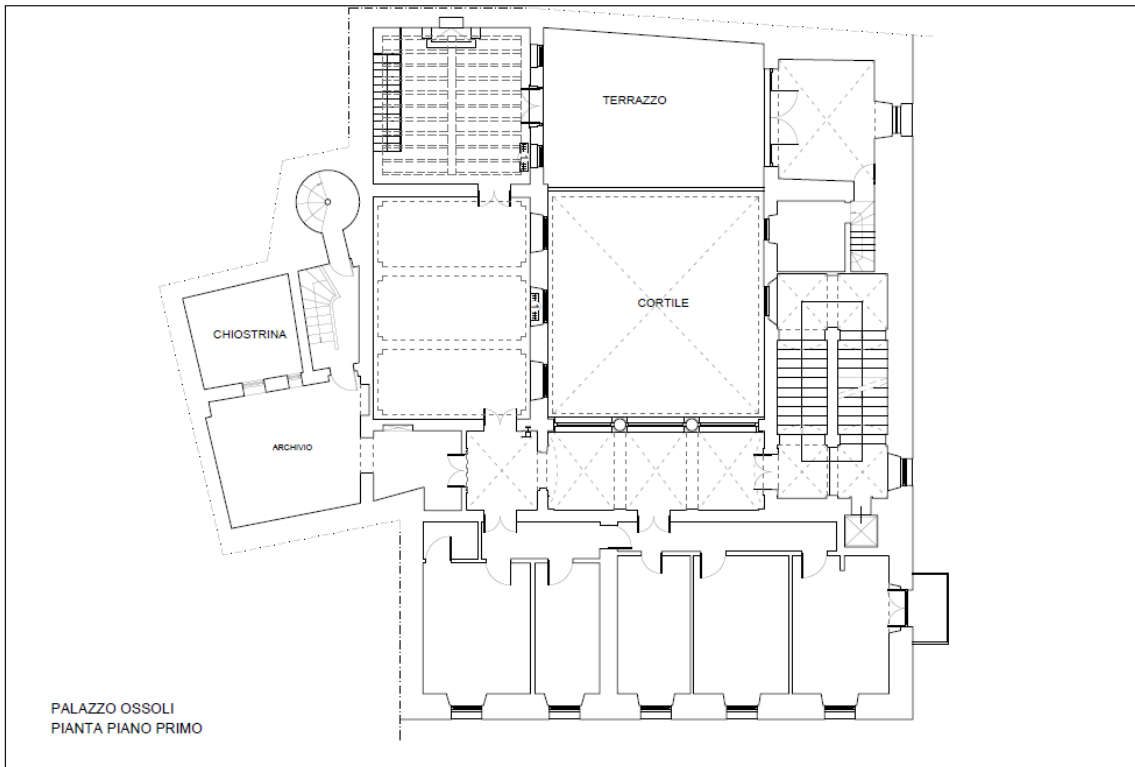 TERRAZZO
CORTILE
CHIOSTRINA
ARCHIVIO
PALAZZO OSSOLI
PIANTA PIANO PRIMO